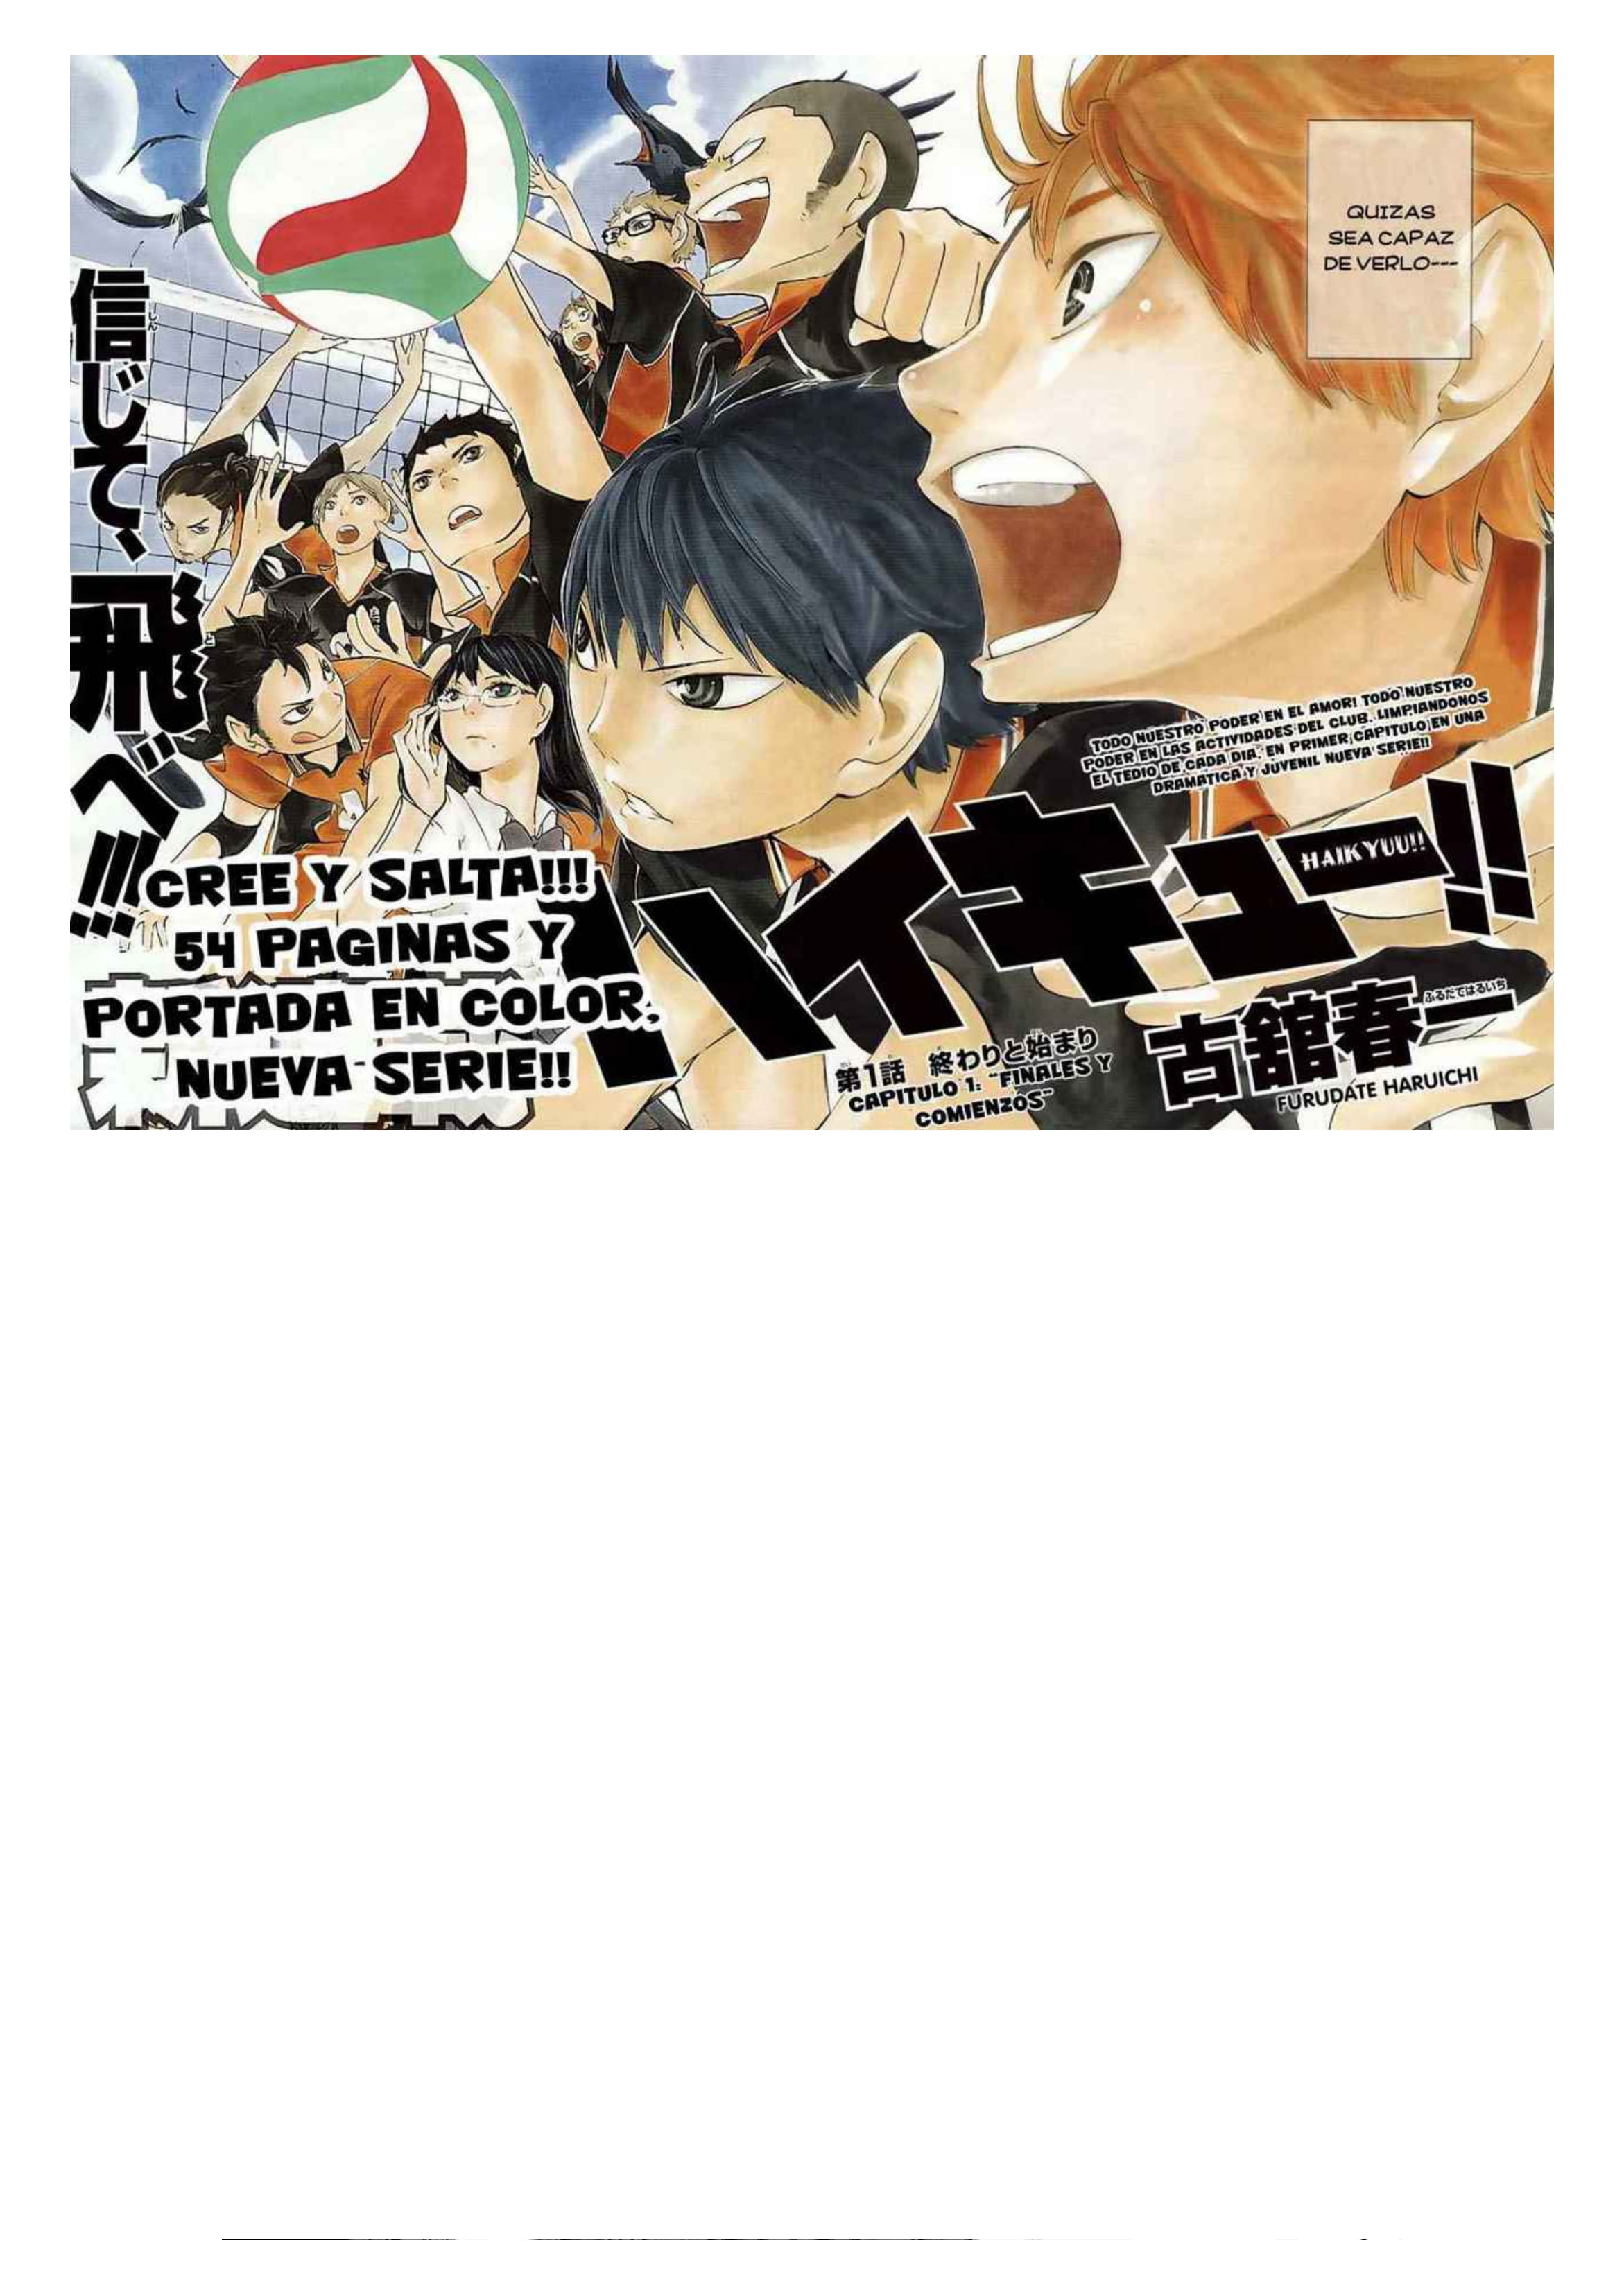 QUIZAS
SEA CAPAZ
DE VERLO---
信じて、飛べ!!!
しん
と
TODO NUESTRO PODER EN EL AMOR! TODO NUESTRO
PODER EN LAS ACTIVIDADES DEL CLUB. LIMPIANDONOS
EL TEDIO DE CADA DIA. EN PRIMER CAPITULO EN UNA
DRAMATICA Y JUVENIL NUEVA SERIE!!
CREE Y SALTA!!!
54 PAGINAS Y
PORTADA EN COLOR,
NUEVA SERIE!!
ハイキュー!!
HAIKYUU!!
第1話 終わりと始まり
CAPITULO 1: "FINALES Y
COMIENZOS"
古舘春一
ふるだてはるいち
FURUDATE HARUICHI